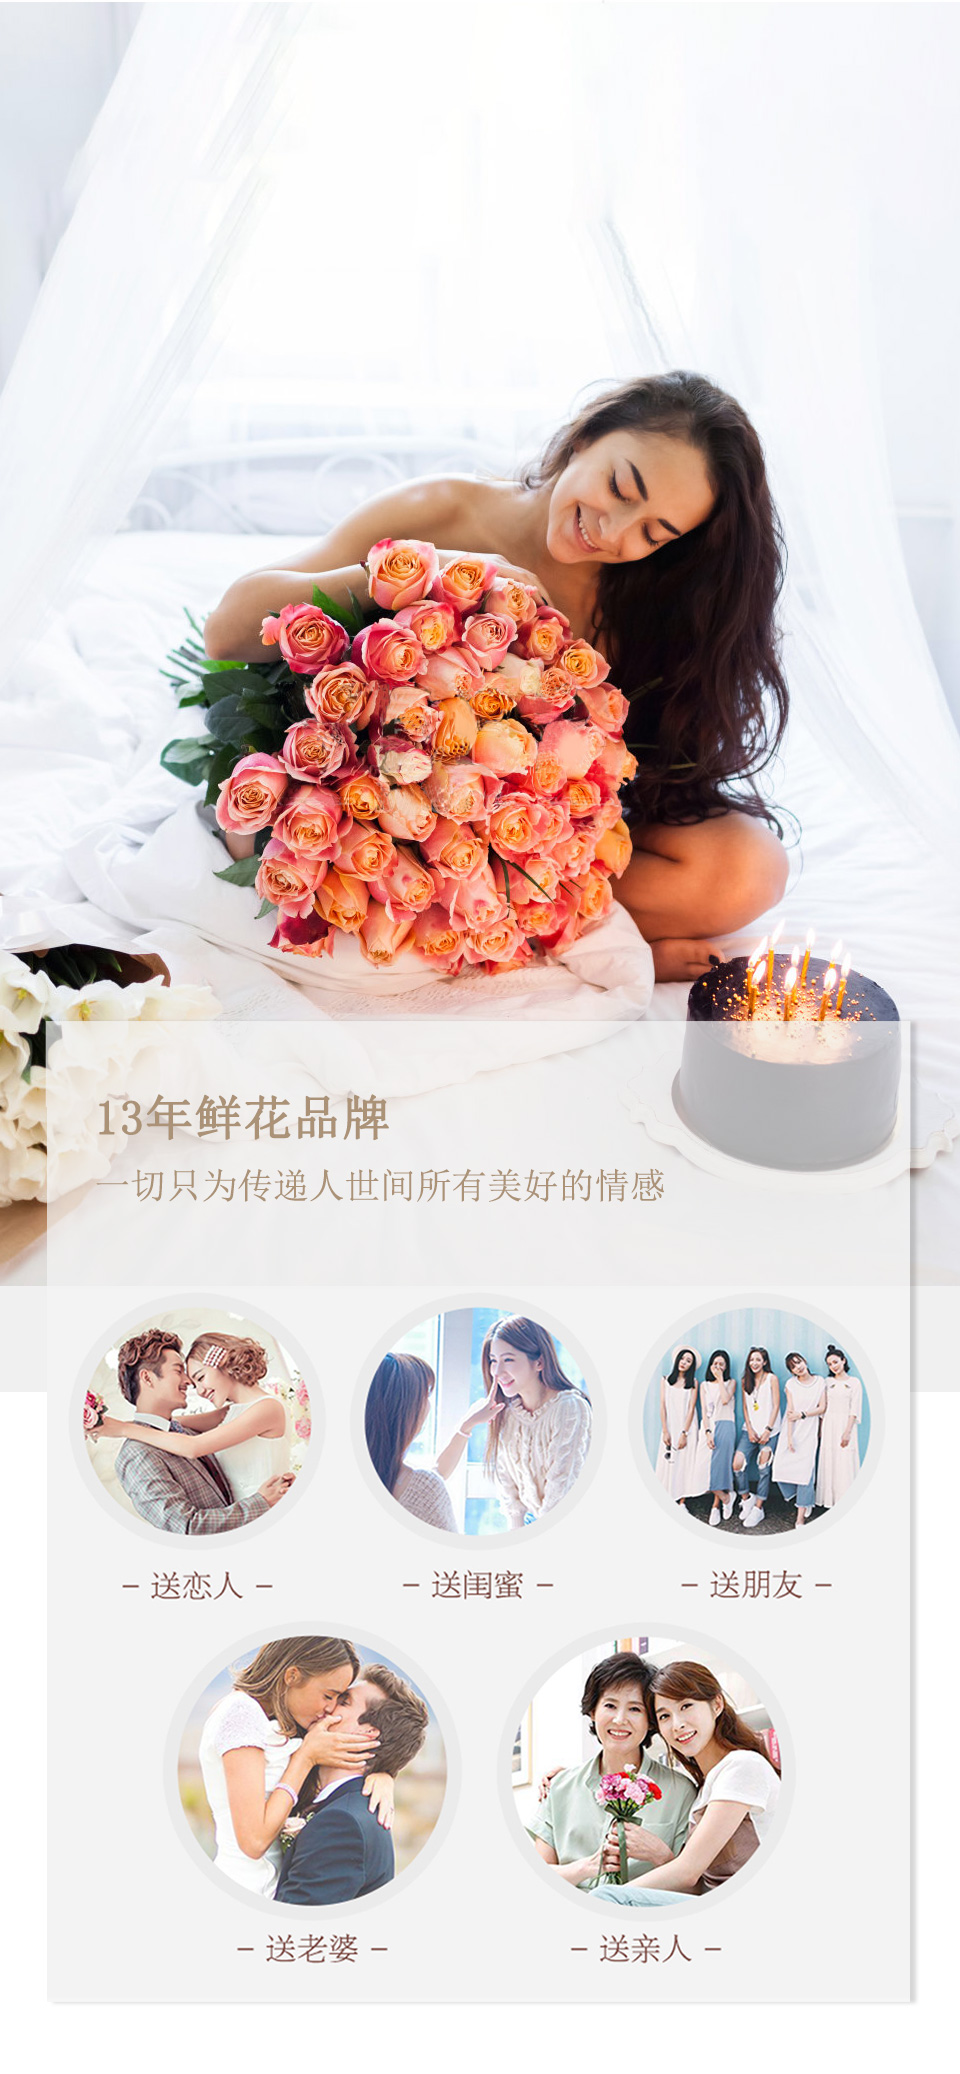 13年鲜花品牌
一切只为传递人世间所有美好的情感
– 送恋人 –
– 送闺蜜 –
– 送朋友 –
– 送老婆 –
– 送亲人 –